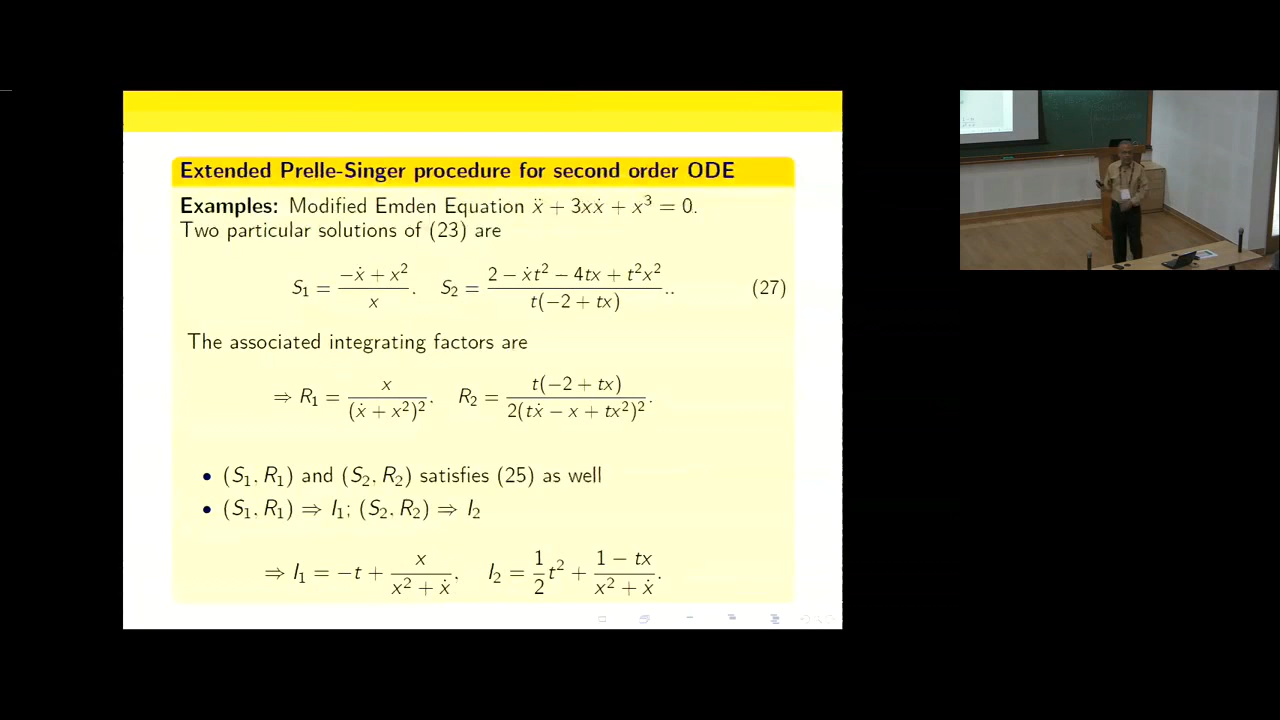 Extended Prelle-Singer procedure for second order ODE
Examples: Modified Emden Equation ẍ + 3xẋ + x³ = 0.
Two particular solutions of (23) are
S₁ = (−ẋ + x²)/x. S₂ = (2 − ẋt² − 4tx + t²x²)/(t(−2 + tx)).. (27)
The associated integrating factors are
⇒ R₁ = x/(ẋ + x²)². R₂ = t(−2 + tx)/(2(tẋ − x + tx²)²).
• (S₁, R₁) and (S₂, R₂) satisfies (25) as well
• (S₁, R₁) ⇒ I₁; (S₂, R₂) ⇒ I₂
⇒ I₁ = −t + x/(x² + ẋ), I₂ = (1/2)t² + (1 − tx)/(x² + ẋ).